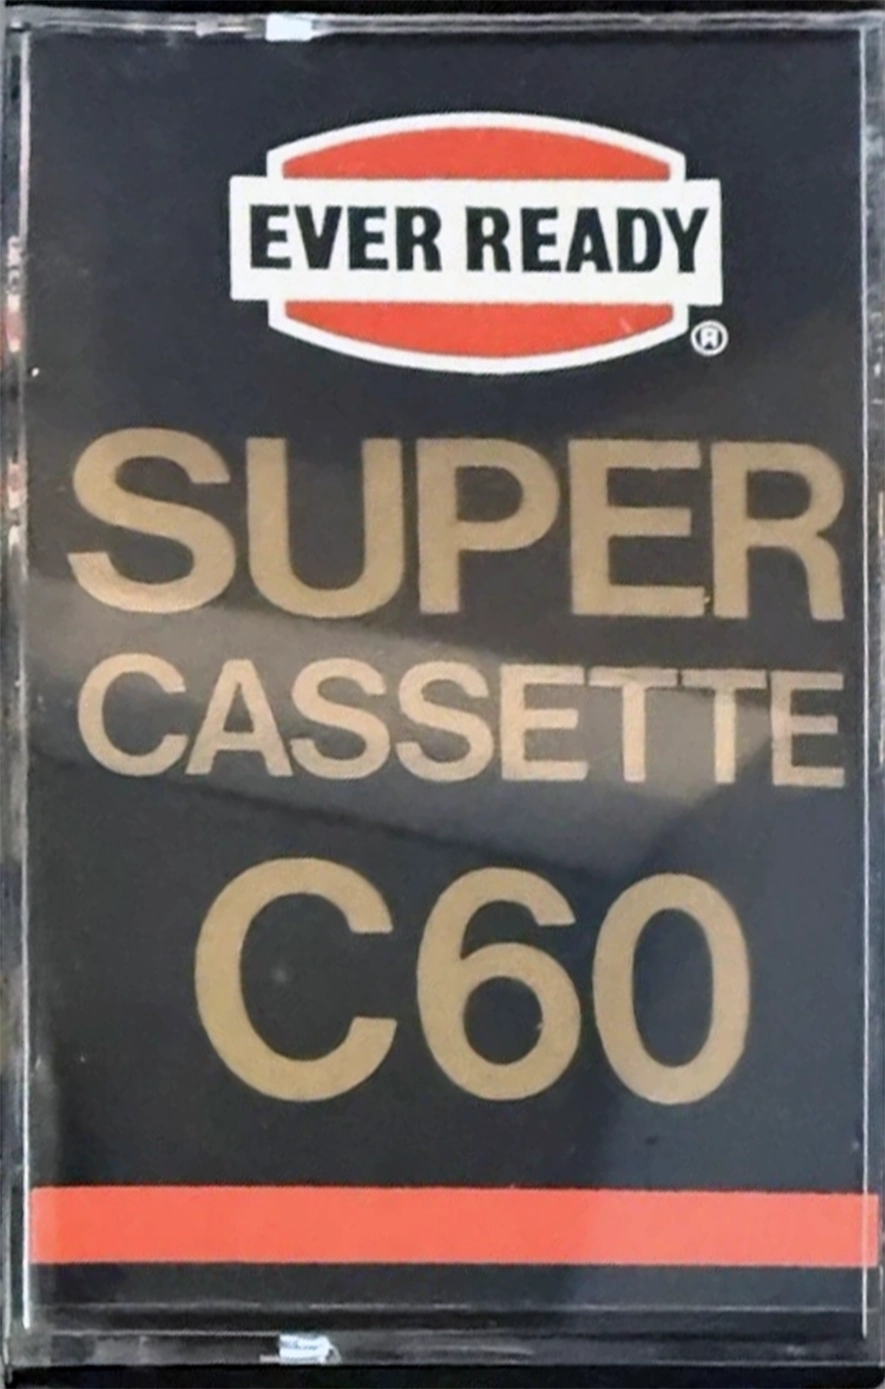 EVER READY
®
SUPER
CASSETTE
C60